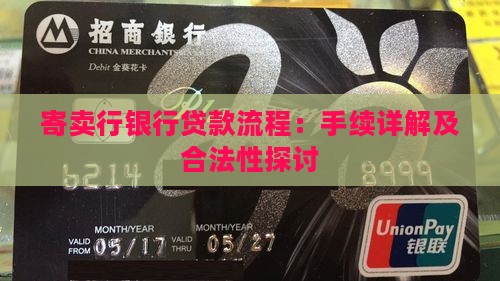 招商银行
CHINA MERCHANTS
Debit 金葵花卡
寄卖行银行贷款流程：手续详解及
合法性探讨
6214 8999
MONTH/YEAR MONTH/YEAR
VALID FROM 05/17 VALID THRU 05/27
UnionPay
银联